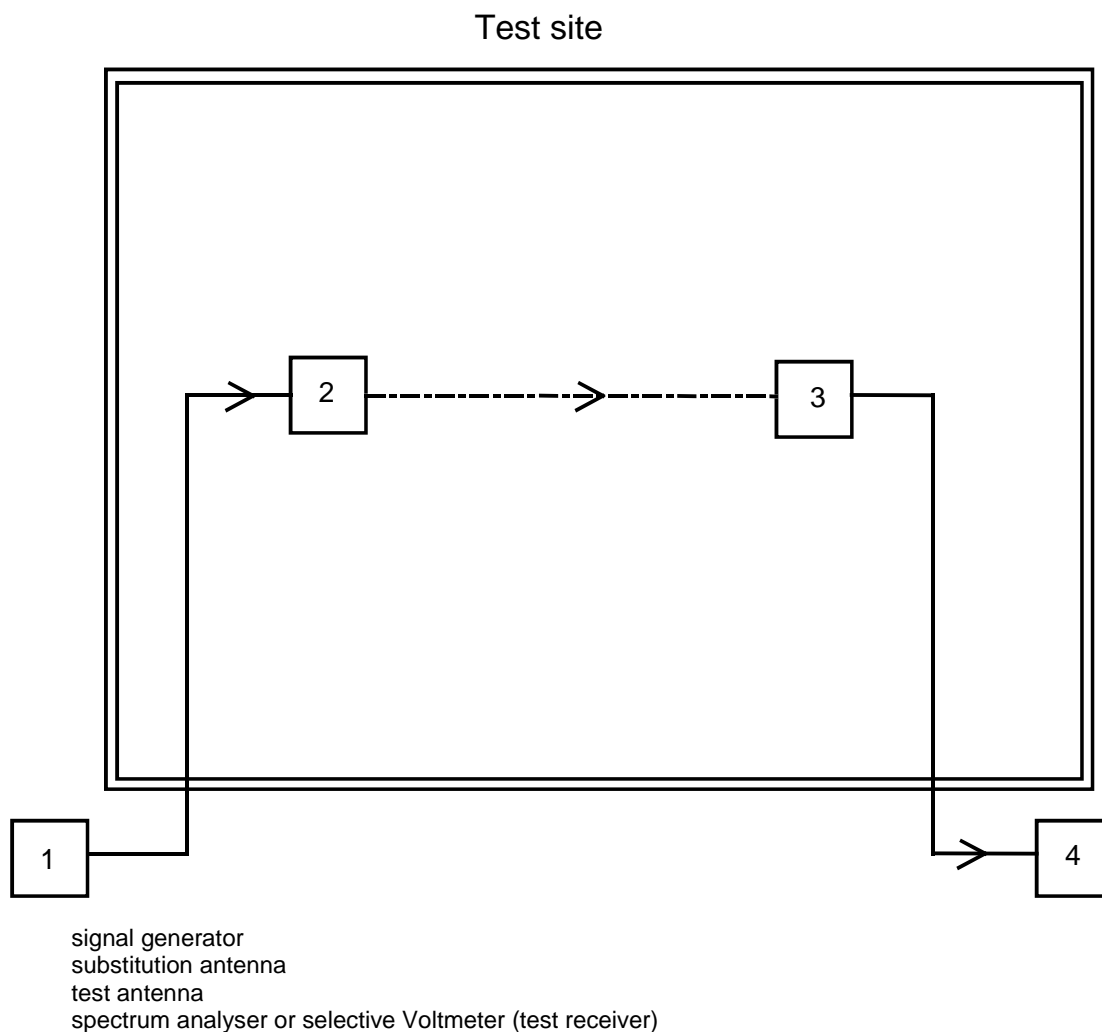 Test site
2
3
1
4
signal generator
substitution antenna
test antenna
spectrum analyser or selective Voltmeter (test receiver)